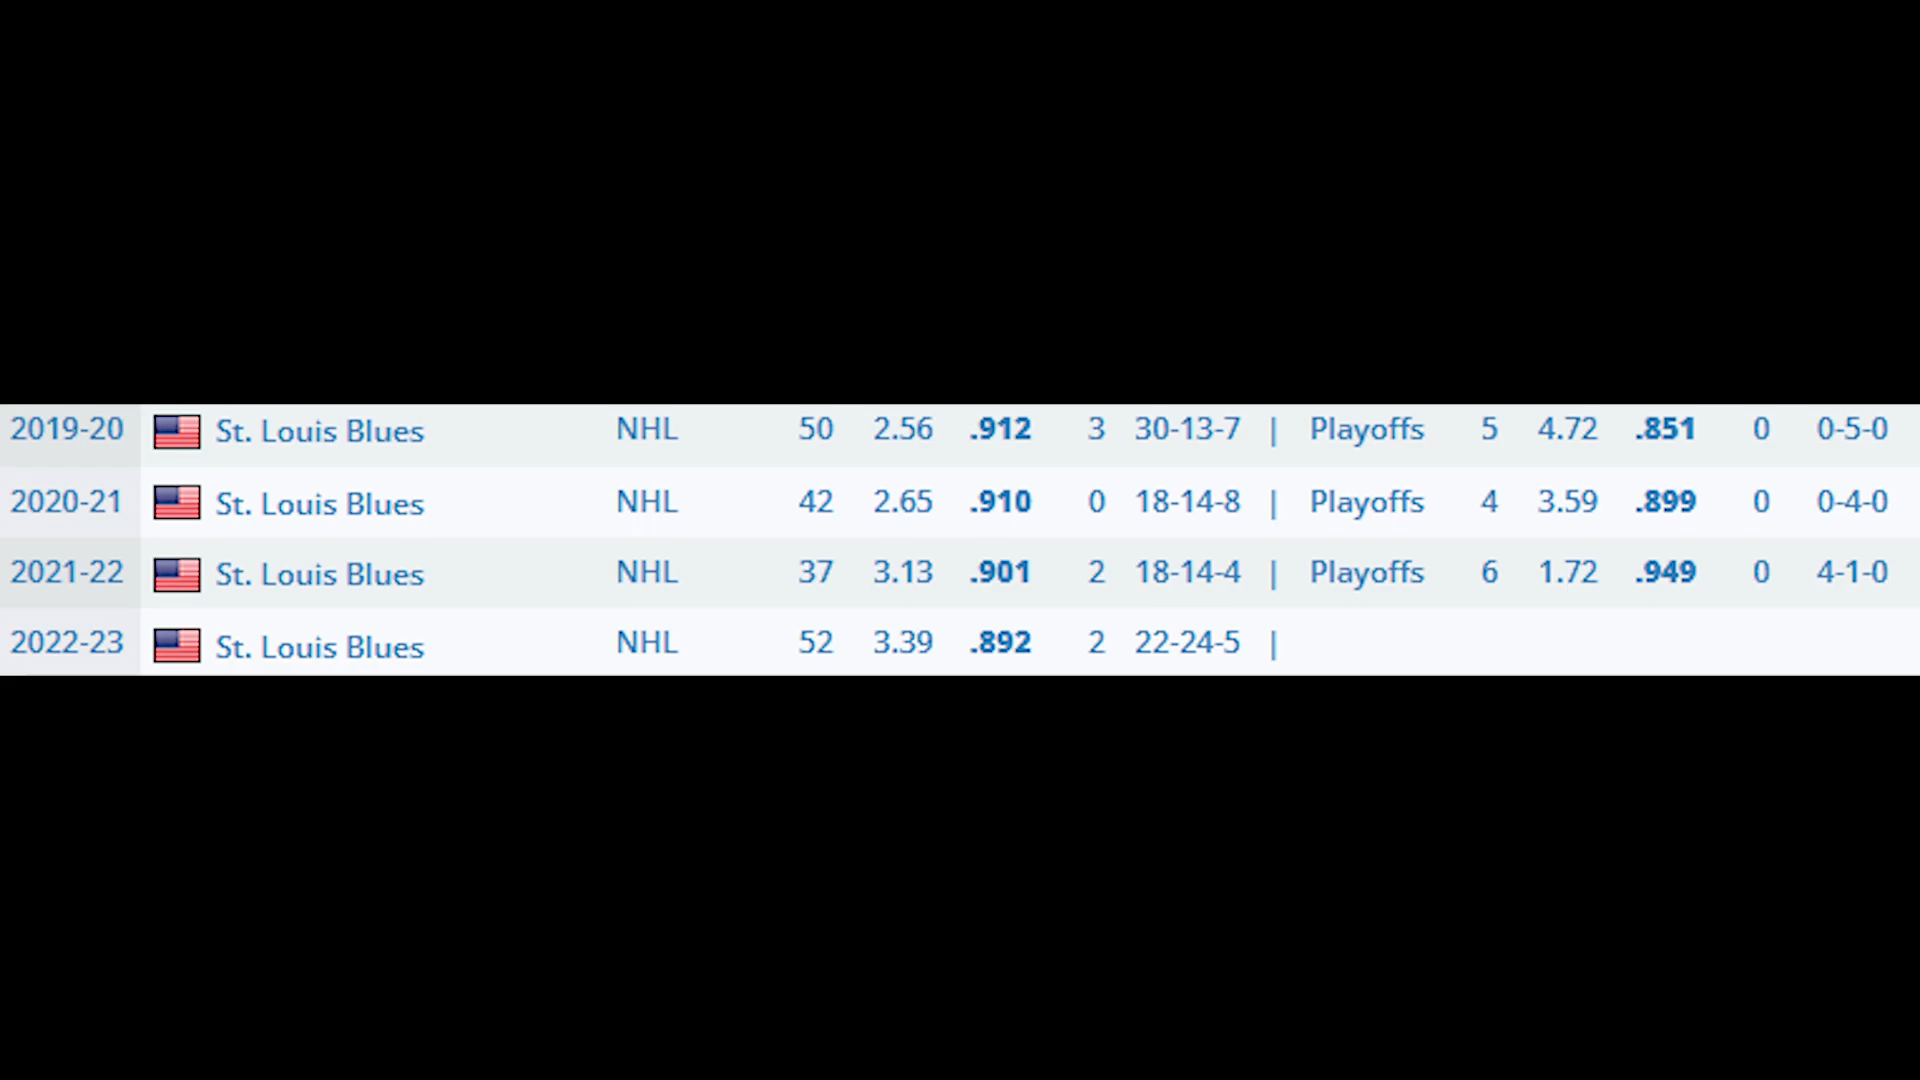 2019-20 St. Louis Blues NHL 50 2.56 .912 3 30-13-7 | Playoffs 5 4.72 .851 0 0-5-0
2020-21 St. Louis Blues NHL 42 2.65 .910 0 18-14-8 | Playoffs 4 3.59 .899 0 0-4-0
2021-22 St. Louis Blues NHL 37 3.13 .901 2 18-14-4 | Playoffs 6 1.72 .949 0 4-1-0
2022-23 St. Louis Blues NHL 52 3.39 .892 2 22-24-5 |